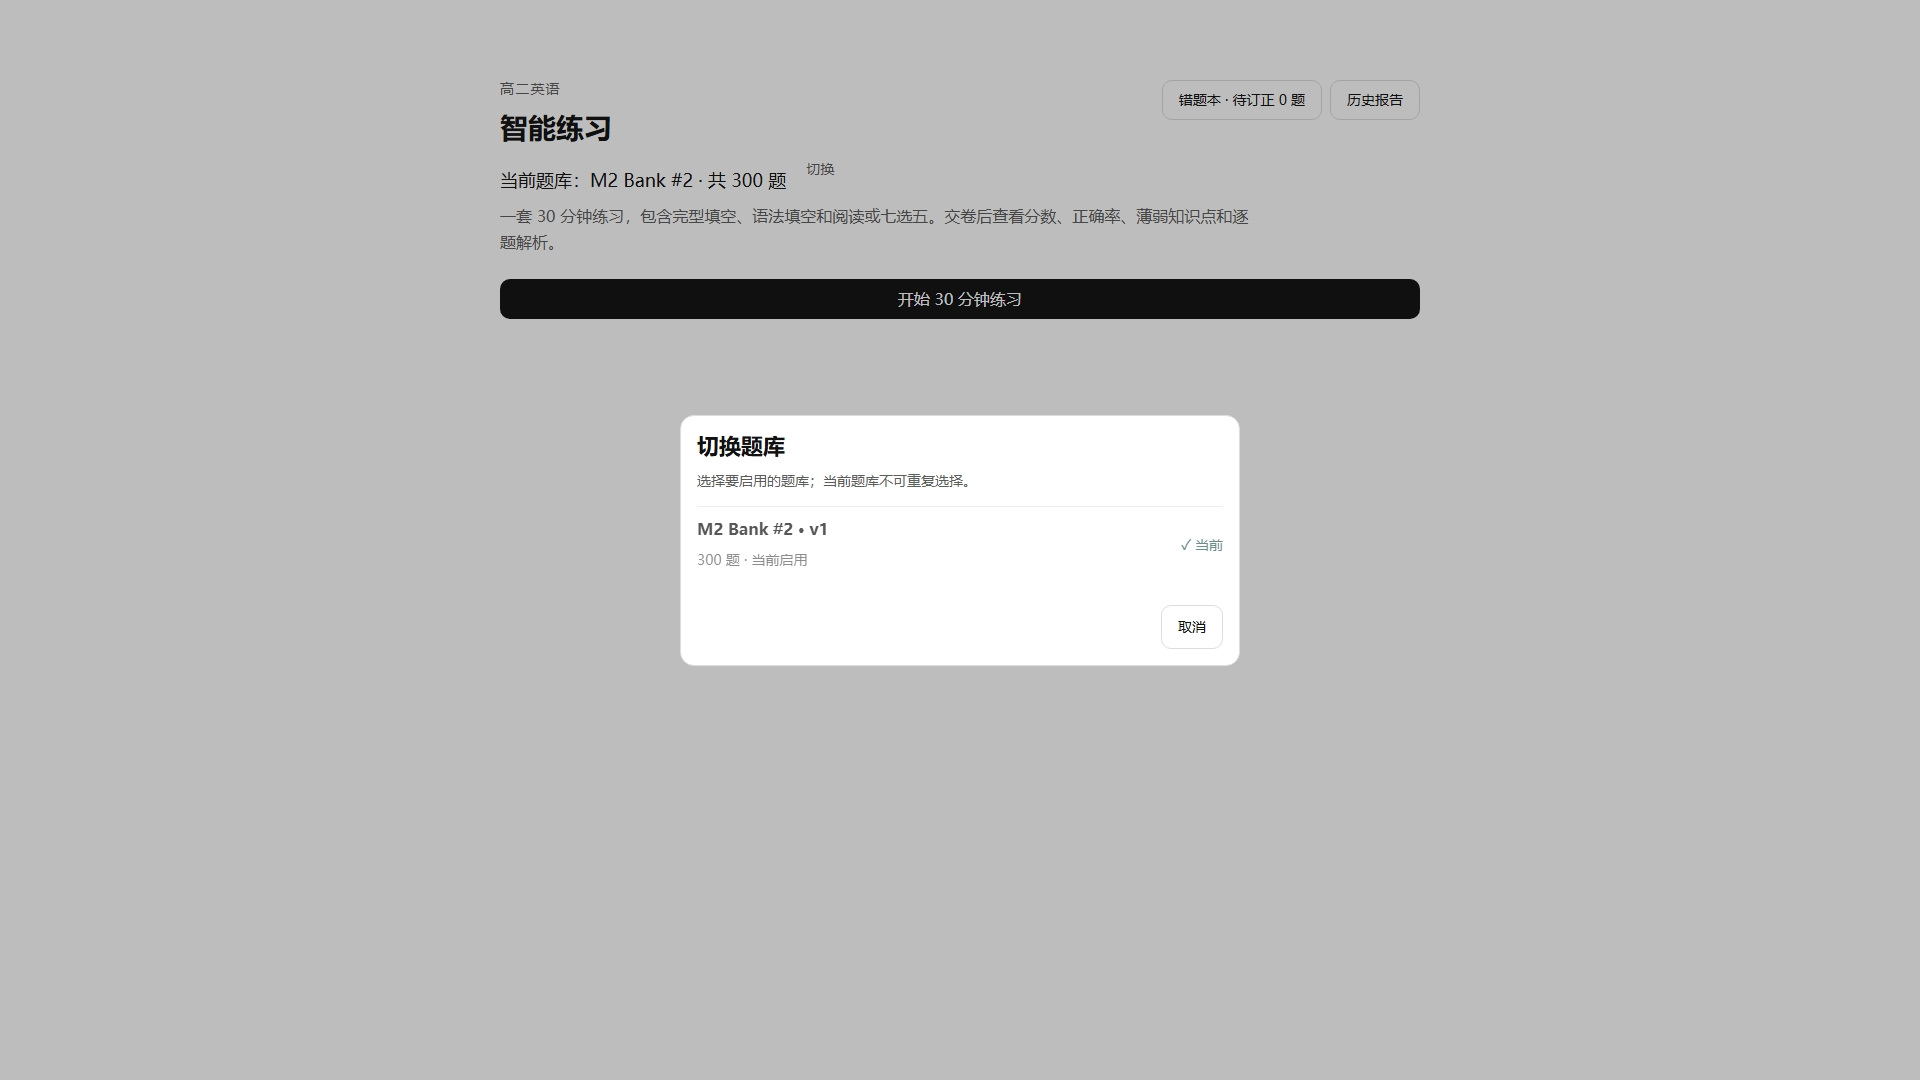 高二英语
错题本 · 待订正 0 题
历史报告
智能练习
当前题库：M2 Bank #2 · 共 300 题
切换
一套 30 分钟练习，包含完型填空、语法填空和阅读或七选五。交卷后查看分数、正确率、薄弱知识点和逐
题解析。
开始 30 分钟练习
切换题库
选择要启用的题库；当前题库不可重复选择。
M2 Bank #2 • v1
✓ 当前
300 题 · 当前启用
取消